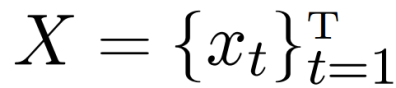 X = {x_t}_{t=1}^T